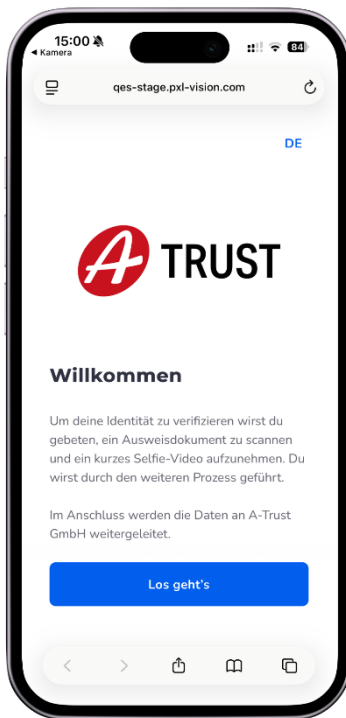 15:00
Kamera
84
qes-stage.pxl-vision.com
DE
A TRUST
Willkommen
Um deine Identität zu verifizieren wirst du
gebeten, ein Ausweisdokument zu scannen
und ein kurzes Selfie-Video aufzunehmen. Du
wirst durch den weiteren Prozess geführt.
Im Anschluss werden die Daten an A-Trust
GmbH weitergeleitet.
Los geht's